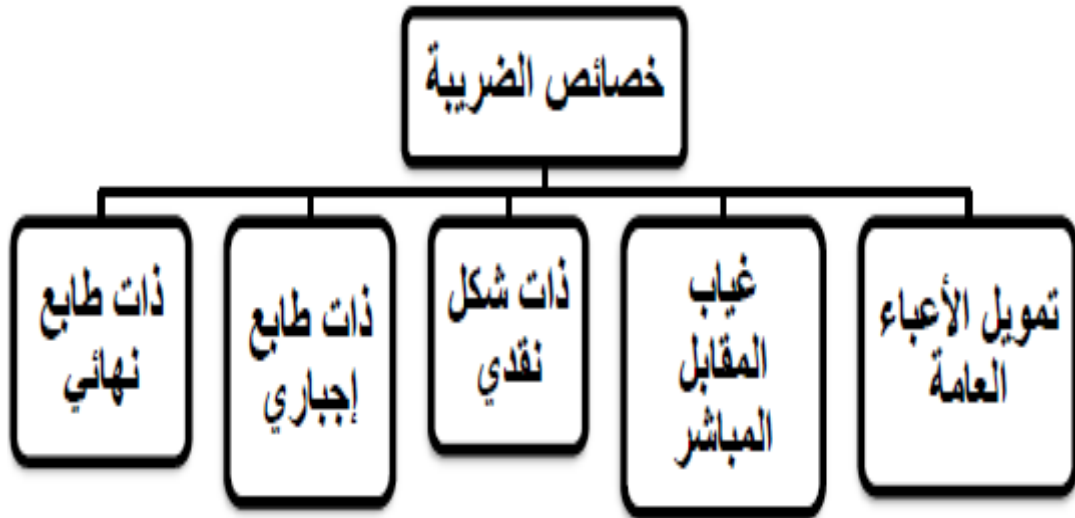 خصائص الضريبة
تمويل الأعباء
العامة
غياب
المقابل
المباشر
ذات شكل
نقدي
ذات طابع
إجباري
ذات طابع
نهائي